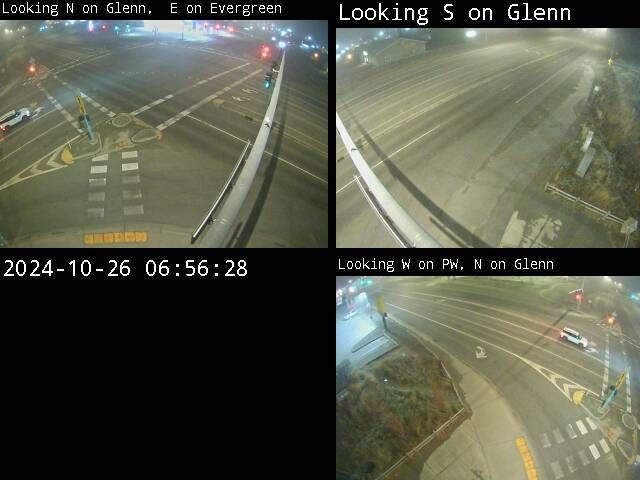 Looking N on Glenn,  E on Evergreen
Looking S on Glenn
2024-10-26 06:56:28
Looking W on PW, N on Glenn